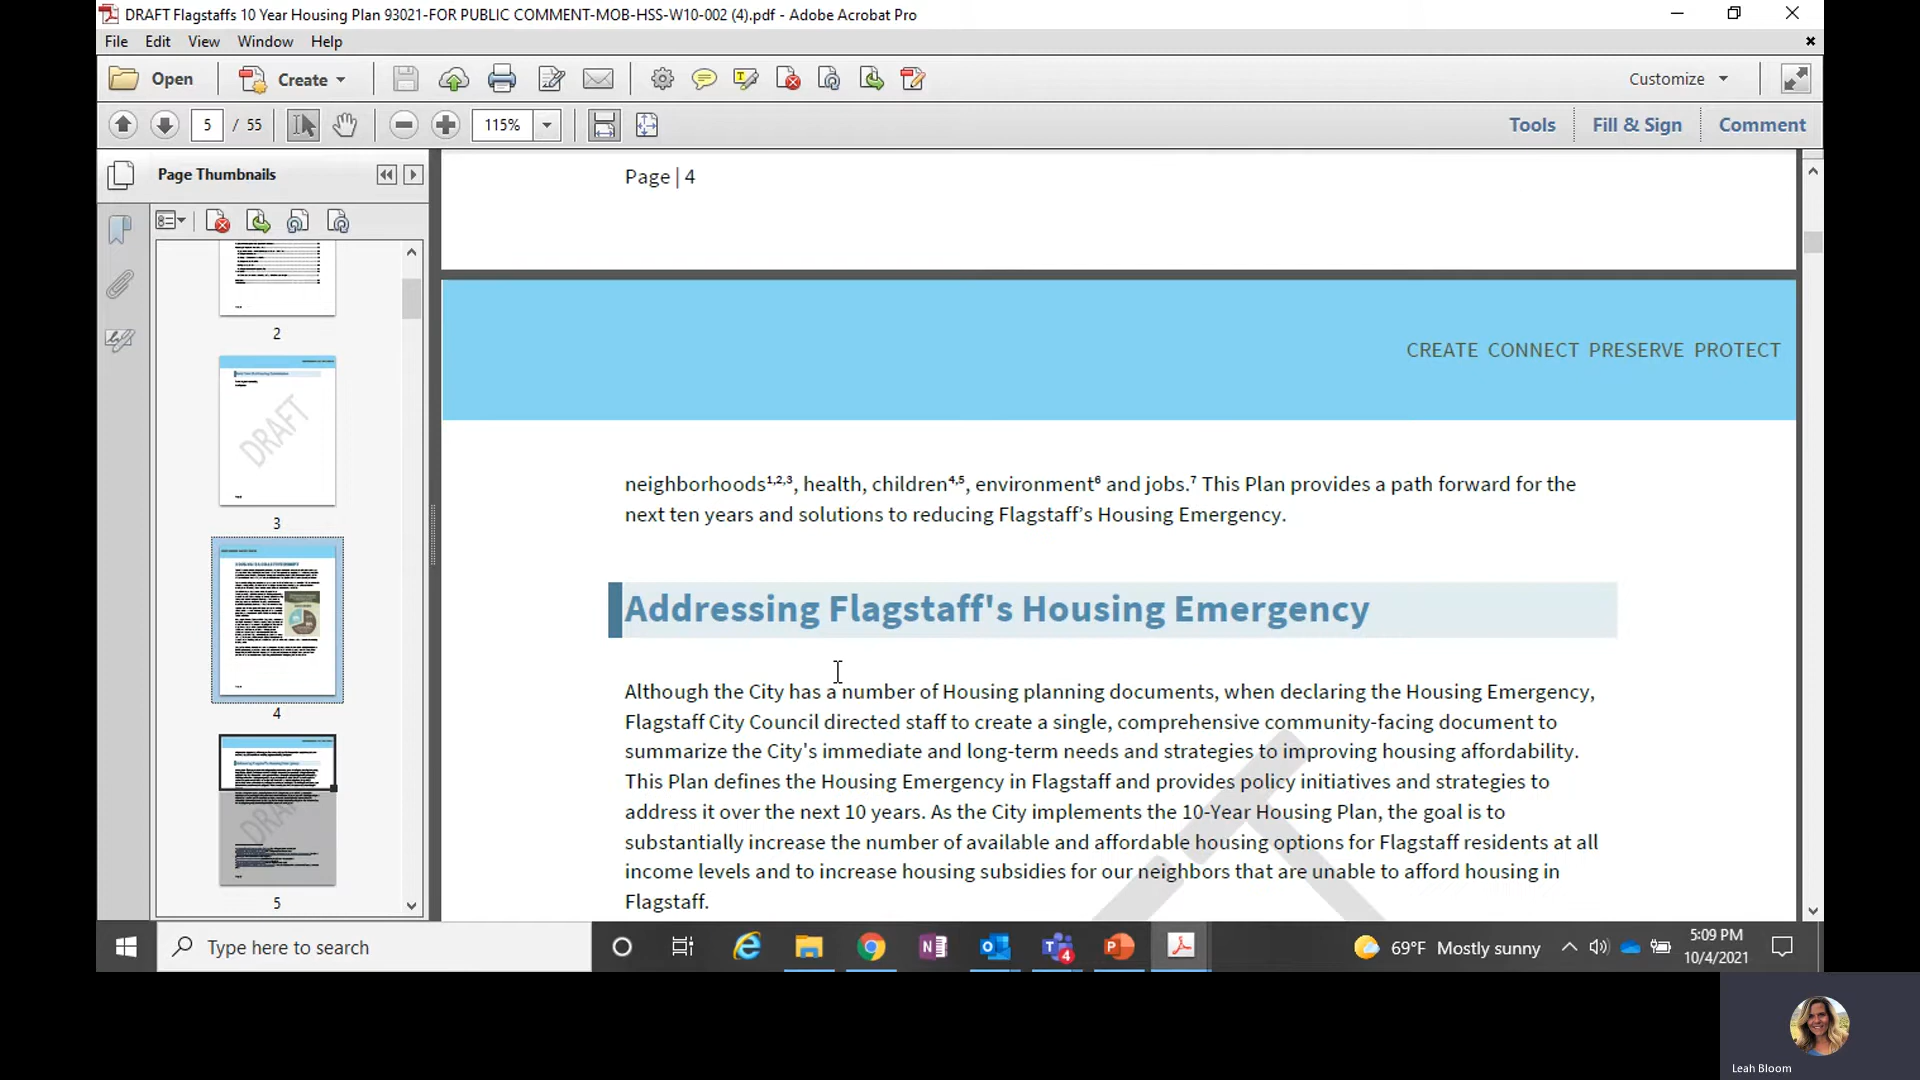 DRAFT Flagstaffs 10 Year Housing Plan 93021-FOR PUBLIC COMMENT-MOB-HSS-W10-002 (4).pdf - Adobe Acrobat Pro
File Edit View Window Help
Open Create Customize
5 / 55 115% Tools Fill & Sign Comment
Page Thumbnails
2
DRAFT
3
4
DRAFT
5
Page | 4
CREATE CONNECT PRESERVE PROTECT
neighborhoods¹,²,³, health, children⁴,⁵, environment⁶ and jobs.⁷ This Plan provides a path forward for the
next ten years and solutions to reducing Flagstaff’s Housing Emergency.
Addressing Flagstaff's Housing Emergency
Although the City has a number of Housing planning documents, when declaring the Housing Emergency,
Flagstaff City Council directed staff to create a single, comprehensive community-facing document to
summarize the City's immediate and long-term needs and strategies to improving housing affordability.
This Plan defines the Housing Emergency in Flagstaff and provides policy initiatives and strategies to
address it over the next 10 years. As the City implements the 10-Year Housing Plan, the goal is to
substantially increase the number of available and affordable housing options for Flagstaff residents at all
income levels and to increase housing subsidies for our neighbors that are unable to afford housing in
Flagstaff.
Type here to search
4
69°F Mostly sunny
5:09 PM
10/4/2021
Leah Bloom